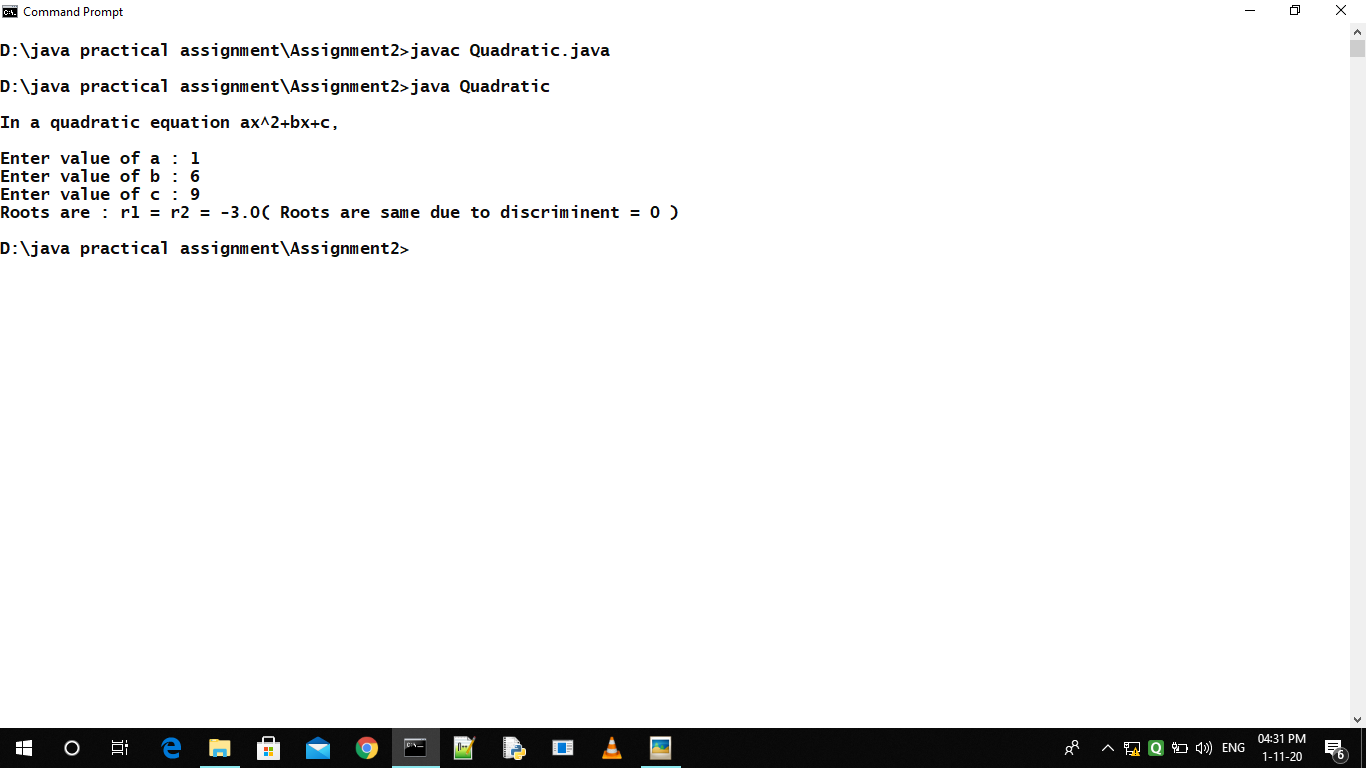 Command Prompt
D:\java practical assignment\Assignment2>javac Quadratic.java
D:\java practical assignment\Assignment2>java Quadratic
In a quadratic equation ax^2+bx+c,
Enter value of a : 1
Enter value of b : 6
Enter value of c : 9
Roots are : r1 = r2 = -3.0( Roots are same due to discriminent = 0 )
D:\java practical assignment\Assignment2>
ENG
04:31 PM
1-11-20
6